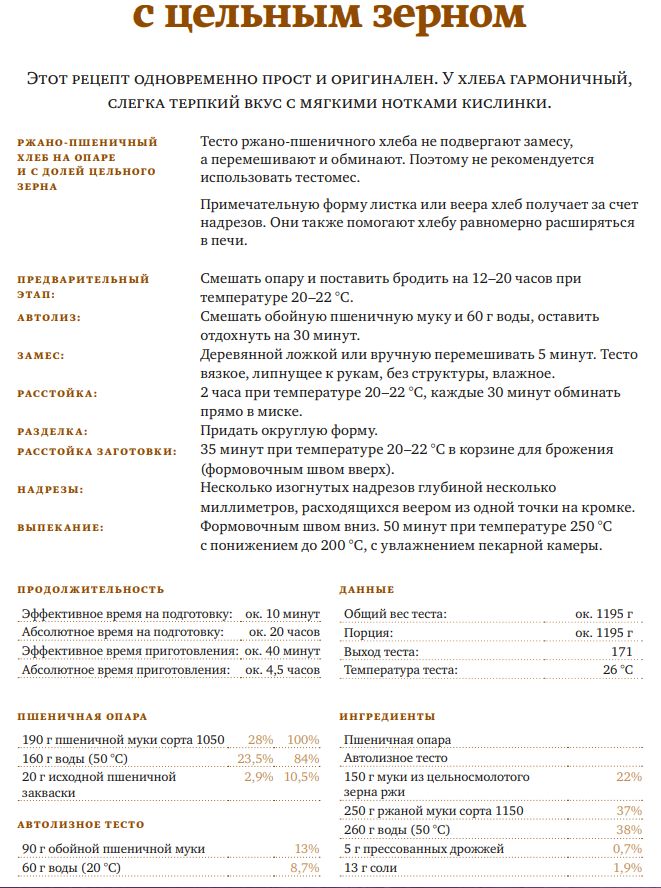 с цельным зерном
Этот рецепт одновременно прост и оригинален. У хлеба гармоничный,
слегка терпкий вкус с мягкими нотками кислинки.
ржано-пшеничный
хлеб на опаре
и с долей цельного
зерна
Тесто ржано-пшеничного хлеба не подвергают замесу,
а перемешивают и обминают. Поэтому не рекомендуется
использовать тестомес.
Примечательную форму листка или веера хлеб получает за счет
надрезов. Они также помогают хлебу равномерно расширяться
в печи.
предварительный
этап:
Смешать опару и поставить бродить на 12–20 часов при
температуре 20–22 °C.
автолиз:
Смешать обойную пшеничную муку и 60 г воды, оставить
отдохнуть на 30 минут.
замес:
Деревянной ложкой или вручную перемешивать 5 минут. Тесто
вязкое, липнущее к рукам, без структуры, влажное.
расстойка:
2 часа при температуре 20–22 °C, каждые 30 минут обминать
прямо в миске.
разделка:
Придать округлую форму.
расстойка заготовки:
35 минут при температуре 20–22 °C в корзине для брожения
(формовочным швом вверх).
надрезы:
Несколько изогнутых надрезов глубиной несколько
миллиметров, расходящихся веером из одной точки на кромке.
выпекание:
Формовочным швом вниз. 50 минут при температуре 250 °C
с понижением до 200 °C, с увлажнением пекарной камеры.
продолжительность
Эффективное время на подготовку: ок. 10 минут
Абсолютное время на подготовку: ок. 20 часов
Эффективное время приготовления: ок. 40 минут
Абсолютное время приготовления: ок. 4,5 часов
данные
Общий вес теста: ок. 1195 г
Порция: ок. 1195 г
Выход теста: 171
Температура теста: 26 °C
пшеничная опара
190 г пшеничной муки сорта 1050 28% 100%
160 г воды (50 °C) 23,5% 84%
20 г исходной пшеничной 2,9% 10,5%
закваски
автолизное тесто
90 г обойной пшеничной муки 13%
60 г воды (20 °C) 8,7%
ингредиенты
Пшеничная опара
Автолизное тесто
150 г муки из цельносмолотого 22%
зерна ржи
250 г ржаной муки сорта 1150 37%
260 г воды (50 °C) 38%
5 г прессованных дрожжей 0,7%
13 г соли 1,9%